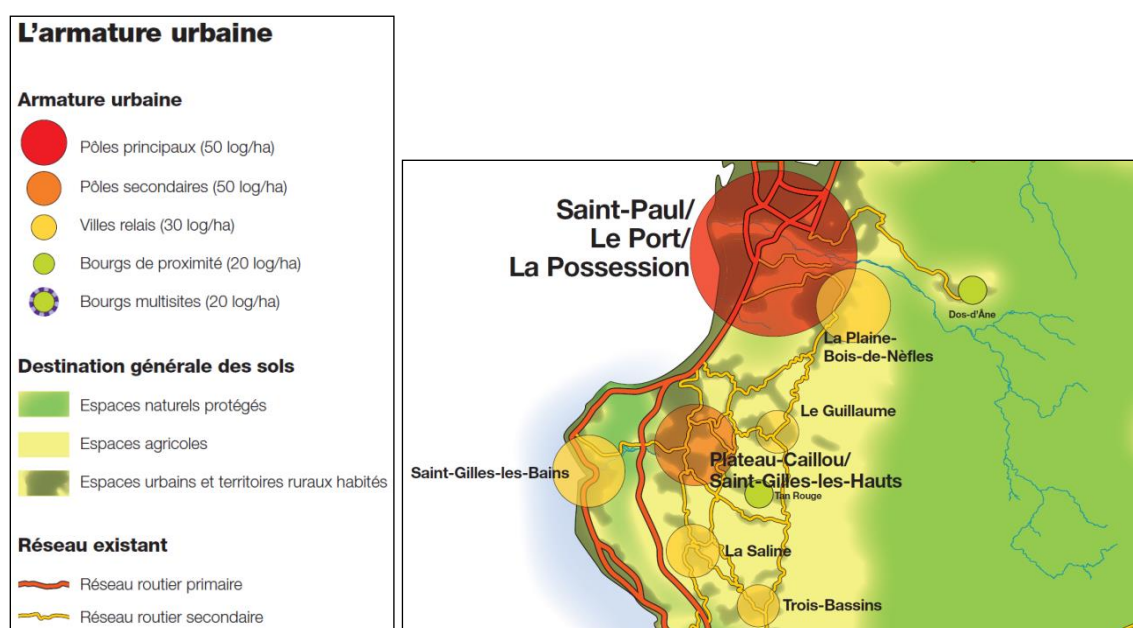 L'armature urbaine
Armature urbaine
Pôles principaux (50 log/ha)
Pôles secondaires (50 log/ha)
Villes relais (30 log/ha)
Bourgs de proximité (20 log/ha)
Bourgs multisites (20 log/ha)
Destination générale des sols
Espaces naturels protégés
Espaces agricoles
Espaces urbains et territoires ruraux habités
Réseau existant
Réseau routier primaire
Réseau routier secondaire
Saint-Paul/
Le Port/
La Possession
Dos-d'Âne
La Plaine-
Bois-de-Nèfles
Le Guillaume
Saint-Gilles-les-Bains
Plateau-Caillou/
Saint-Gilles-les-Hauts
Tan Rouge
La Saline
Trois-Bassins